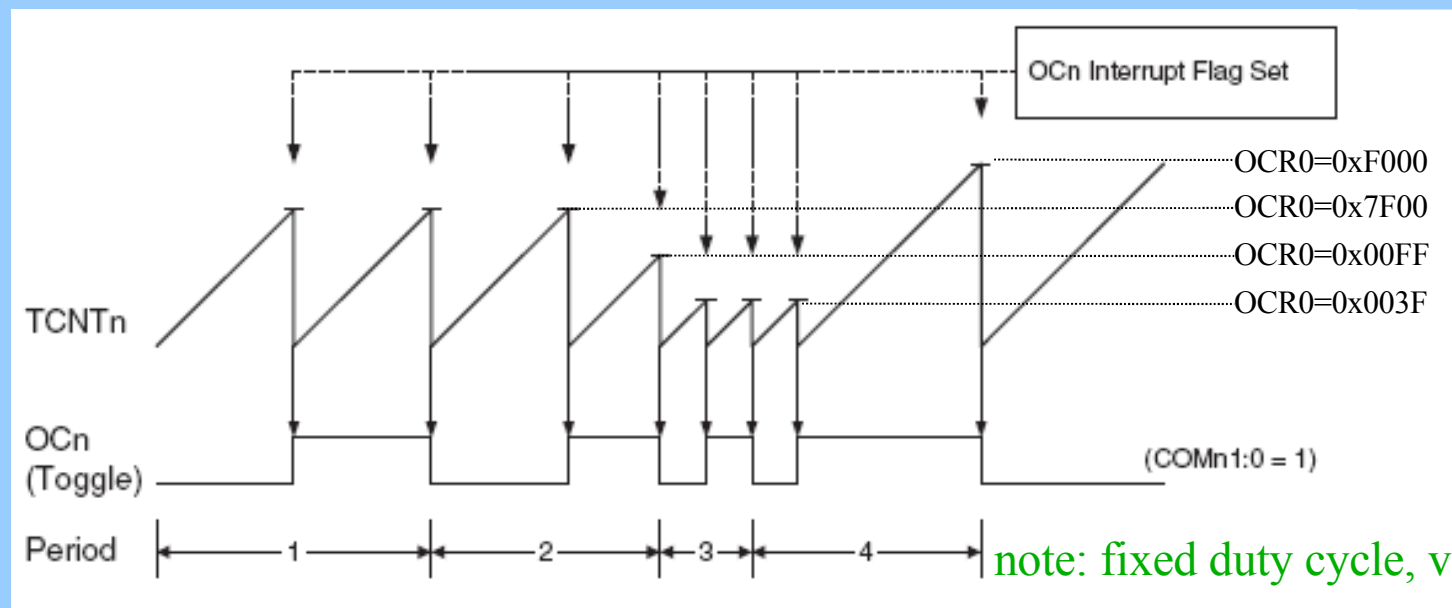 OCn Interrupt Flag Set
OCR0=0xF000
OCR0=0x7F00
OCR0=0x00FF
OCR0=0x003F
TCNTn
OCn
(Toggle)
(COMn1:0 = 1)
Period
1
2
3
4
note: fixed duty cycle, v